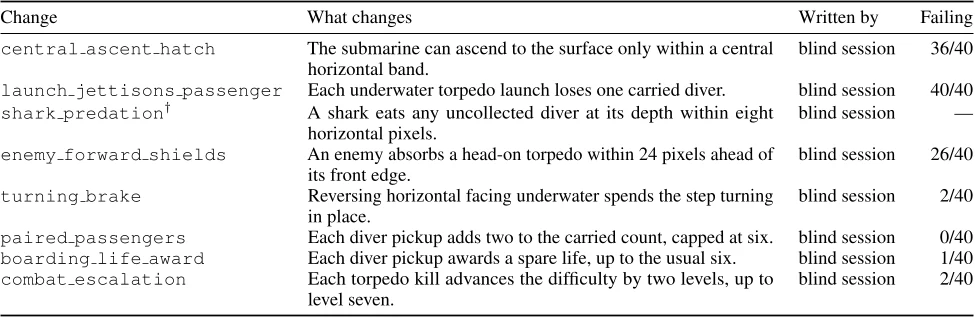 Change What changes Written by Failing
central_ascent_hatch The submarine can ascend to the surface only within a central blind session 36/40
horizontal band.
launch_jettisons_passenger Each underwater torpedo launch loses one carried diver. blind session 40/40
shark_predation† A shark eats any uncollected diver at its depth within eight blind session —
horizontal pixels.
enemy_forward_shields An enemy absorbs a head-on torpedo within 24 pixels ahead of blind session 26/40
its front edge.
turning_brake Reversing horizontal facing underwater spends the step turning blind session 2/40
in place.
paired_passengers Each diver pickup adds two to the carried count, capped at six. blind session 0/40
boarding_life_award Each diver pickup awards a spare life, up to the usual six. blind session 1/40
combat_escalation Each torpedo kill advances the difficulty by two levels, up to blind session 2/40
level seven.